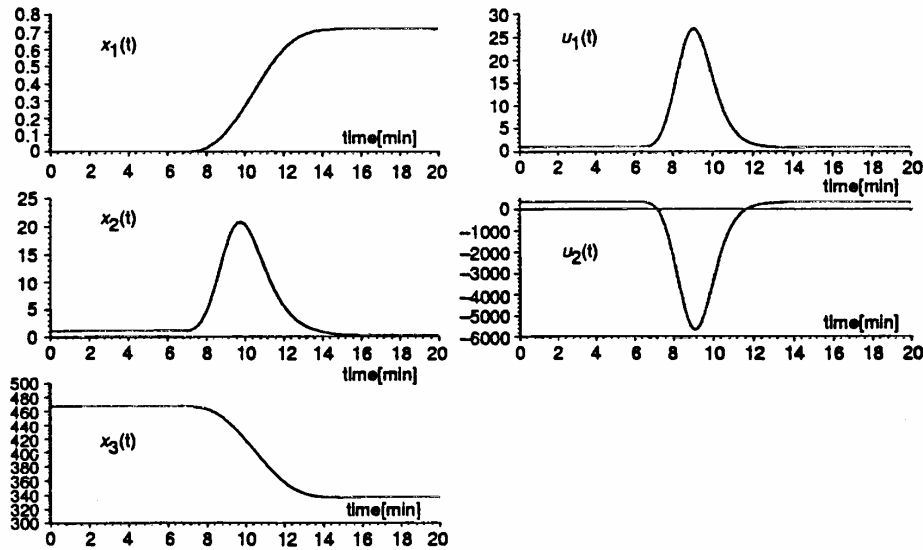 0.8
0.7
0.6
0.5
0.4
0.3
0.2
0.1
0
x1(t)
time[min]
0 2 4 6 8 10 12 14 16 18 20
30
25
20
15
10
5
0
u1(t)
0 2 4 6 8 10 12 14 16 18 20
time[min]
25
20
15
10
5
0
x2(t)
0 2 4 6 8 10 12 14 16 18 20
time[min]
0
−1000
−2000
−3000
−4000
−5000
−6000
u2(t)
time[min]
0 2 4 6 8 10 12 14 16 18 20
500
480
460
440
420
400
380
360
340
320
300
x3(t)
time[min]
0 2 4 6 8 10 12 14 16 18 20